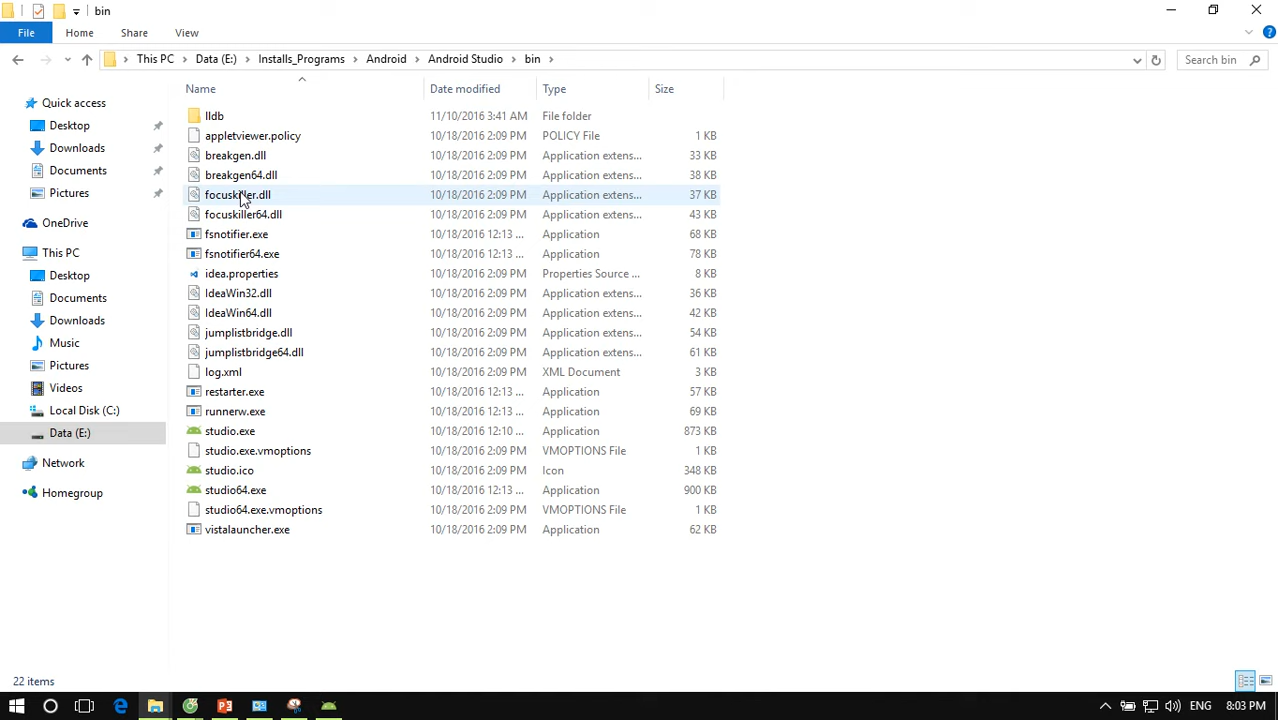 bin
File Home Share View
This PC Data (E:) Installs_Programs Android Android Studio bin Search bin
Name Date modified Type Size
Quick access
Desktop
Downloads
Documents
Pictures
OneDrive
This PC
Desktop
Documents
Downloads
Music
Pictures
Videos
Local Disk (C:)
Data (E:)
Network
Homegroup
lldb 11/10/2016 3:41 AM File folder
appletviewer.policy 10/18/2016 2:09 PM POLICY File 1 KB
breakgen.dll 10/18/2016 2:09 PM Application extens... 33 KB
breakgen64.dll 10/18/2016 2:09 PM Application extens... 38 KB
focuskiller.dll 10/18/2016 2:09 PM Application extens... 37 KB
focuskiller64.dll 10/18/2016 2:09 PM Application extens... 43 KB
fsnotifier.exe 10/18/2016 12:13 ... Application 68 KB
fsnotifier64.exe 10/18/2016 12:13 ... Application 78 KB
idea.properties 10/18/2016 2:09 PM Properties Source ... 8 KB
IdeaWin32.dll 10/18/2016 2:09 PM Application extens... 36 KB
IdeaWin64.dll 10/18/2016 2:09 PM Application extens... 42 KB
jumplistbridge.dll 10/18/2016 2:09 PM Application extens... 54 KB
jumplistbridge64.dll 10/18/2016 2:09 PM Application extens... 61 KB
log.xml 10/18/2016 2:09 PM XML Document 3 KB
restarter.exe 10/18/2016 12:13 ... Application 57 KB
runnerw.exe 10/18/2016 12:13 ... Application 69 KB
studio.exe 10/18/2016 12:10 ... Application 873 KB
studio.exe.vmoptions 10/18/2016 2:09 PM VMOPTIONS File 1 KB
studio.ico 10/18/2016 2:09 PM Icon 348 KB
studio64.exe 10/18/2016 12:13 ... Application 900 KB
studio64.exe.vmoptions 10/18/2016 2:09 PM VMOPTIONS File 1 KB
vistalauncher.exe 10/18/2016 2:09 PM Application 62 KB
22 items
ENG 8:03 PM